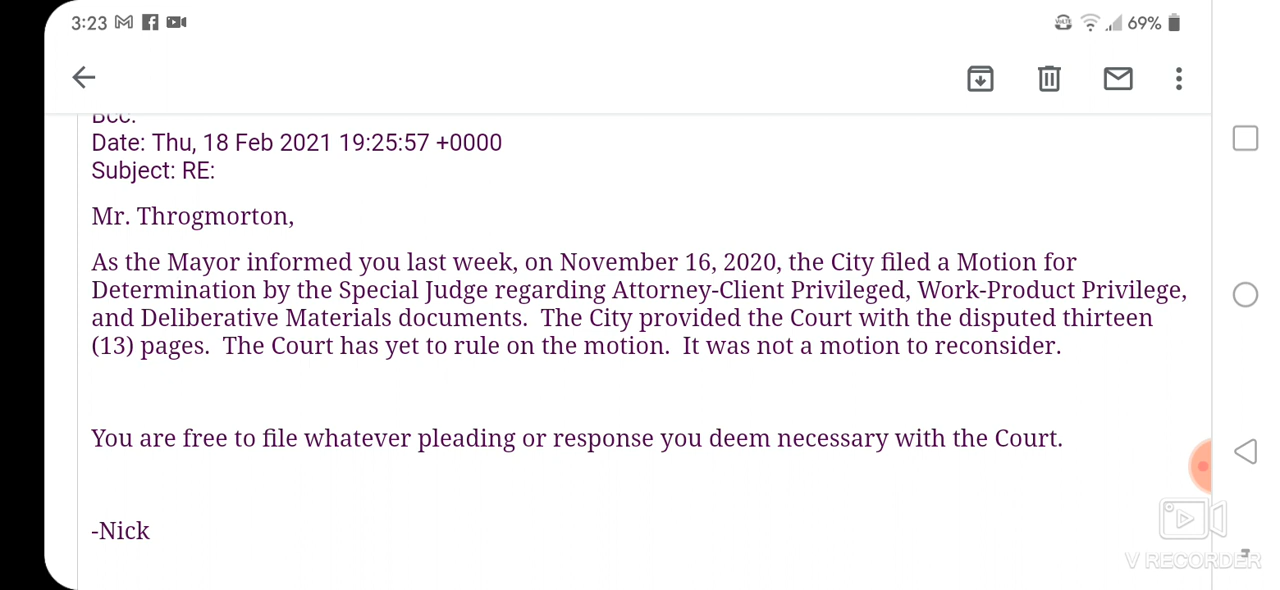 3:23 69%
Bcc:
Date: Thu, 18 Feb 2021 19:25:57 +0000
Subject: RE:
Mr. Throgmorton,
As the Mayor informed you last week, on November 16, 2020, the City filed a Motion for
Determination by the Special Judge regarding Attorney-Client Privileged, Work-Product Privilege,
and Deliberative Materials documents.  The City provided the Court with the disputed thirteen
(13) pages.  The Court has yet to rule on the motion.  It was not a motion to reconsider.
You are free to file whatever pleading or response you deem necessary with the Court.
-Nick
V RECORDER